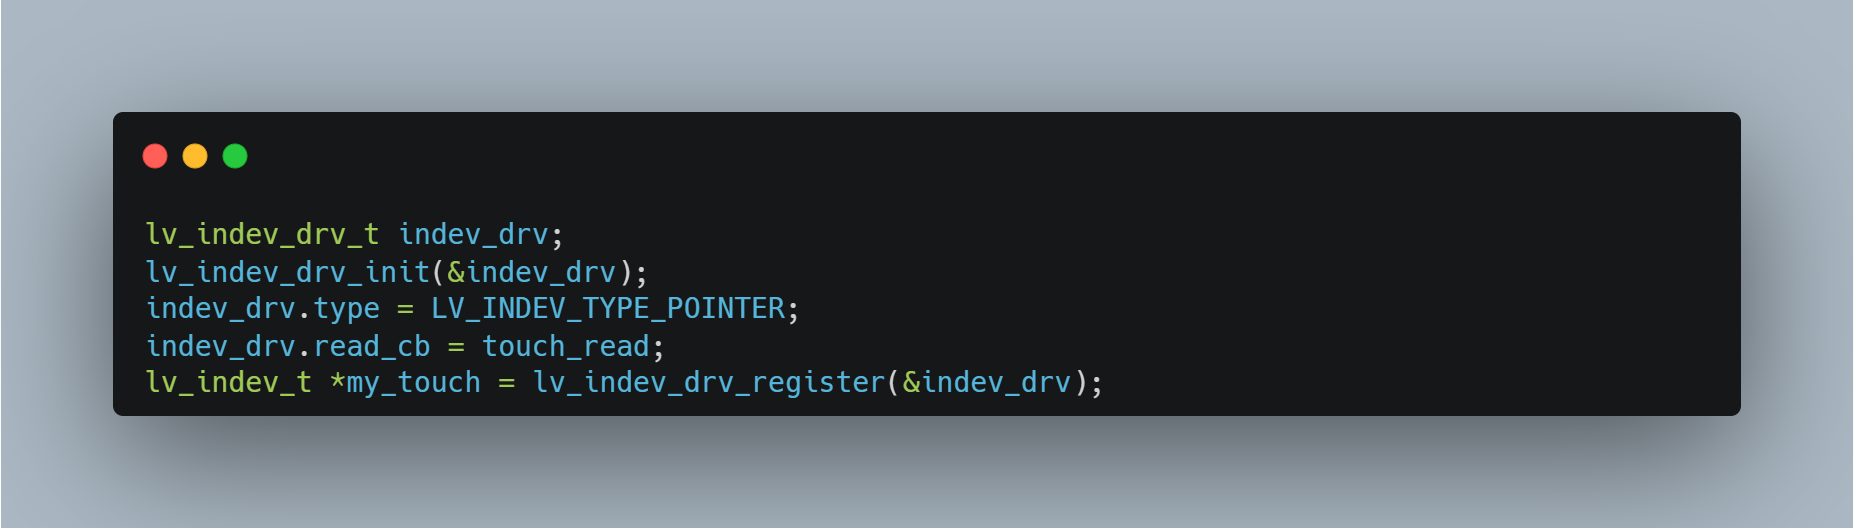 lv_indev_drv_t indev_drv;
lv_indev_drv_init(&indev_drv);
indev_drv.type = LV_INDEV_TYPE_POINTER;
indev_drv.read_cb = touch_read;
lv_indev_t *my_touch = lv_indev_drv_register(&indev_drv);